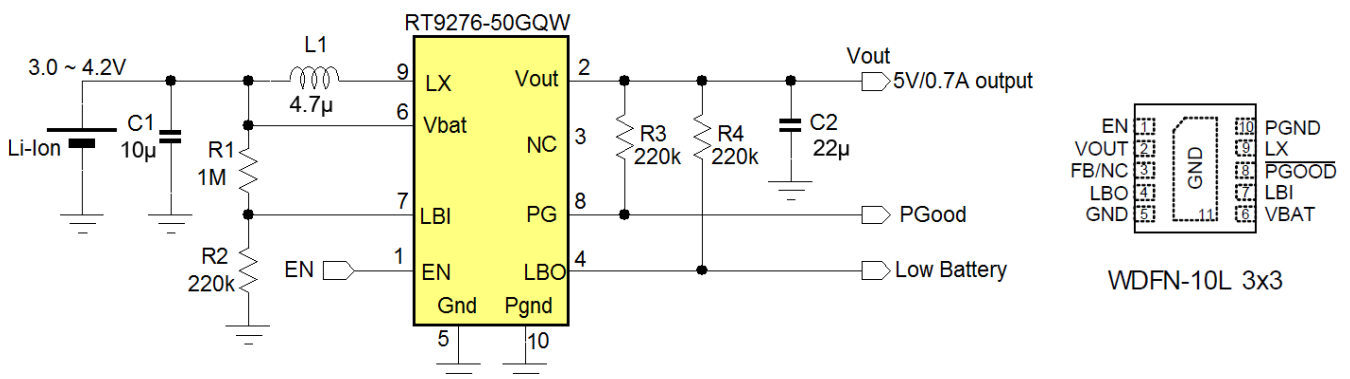 RT9276-50GQW
3.0 ~ 4.2V
L1
4.7µ
9
LX
6
Vbat
Li-Ion
C1
10µ
R1
1M
7
LBI
R2
220k
EN
1
EN
Gnd
Pgnd
5
10
Vout
2
NC
3
PG
8
LBO
4
R3
220k
R4
220k
C2
22µ
Vout
5V/0.7A output
PGood
Low Battery
EN 1 10 PGND
VOUT 2 9 LX
FB/NC 3 8 PGOOD
LBO 4 7 LBI
GND 5 6 VBAT
GND
11
WDFN-10L 3x3